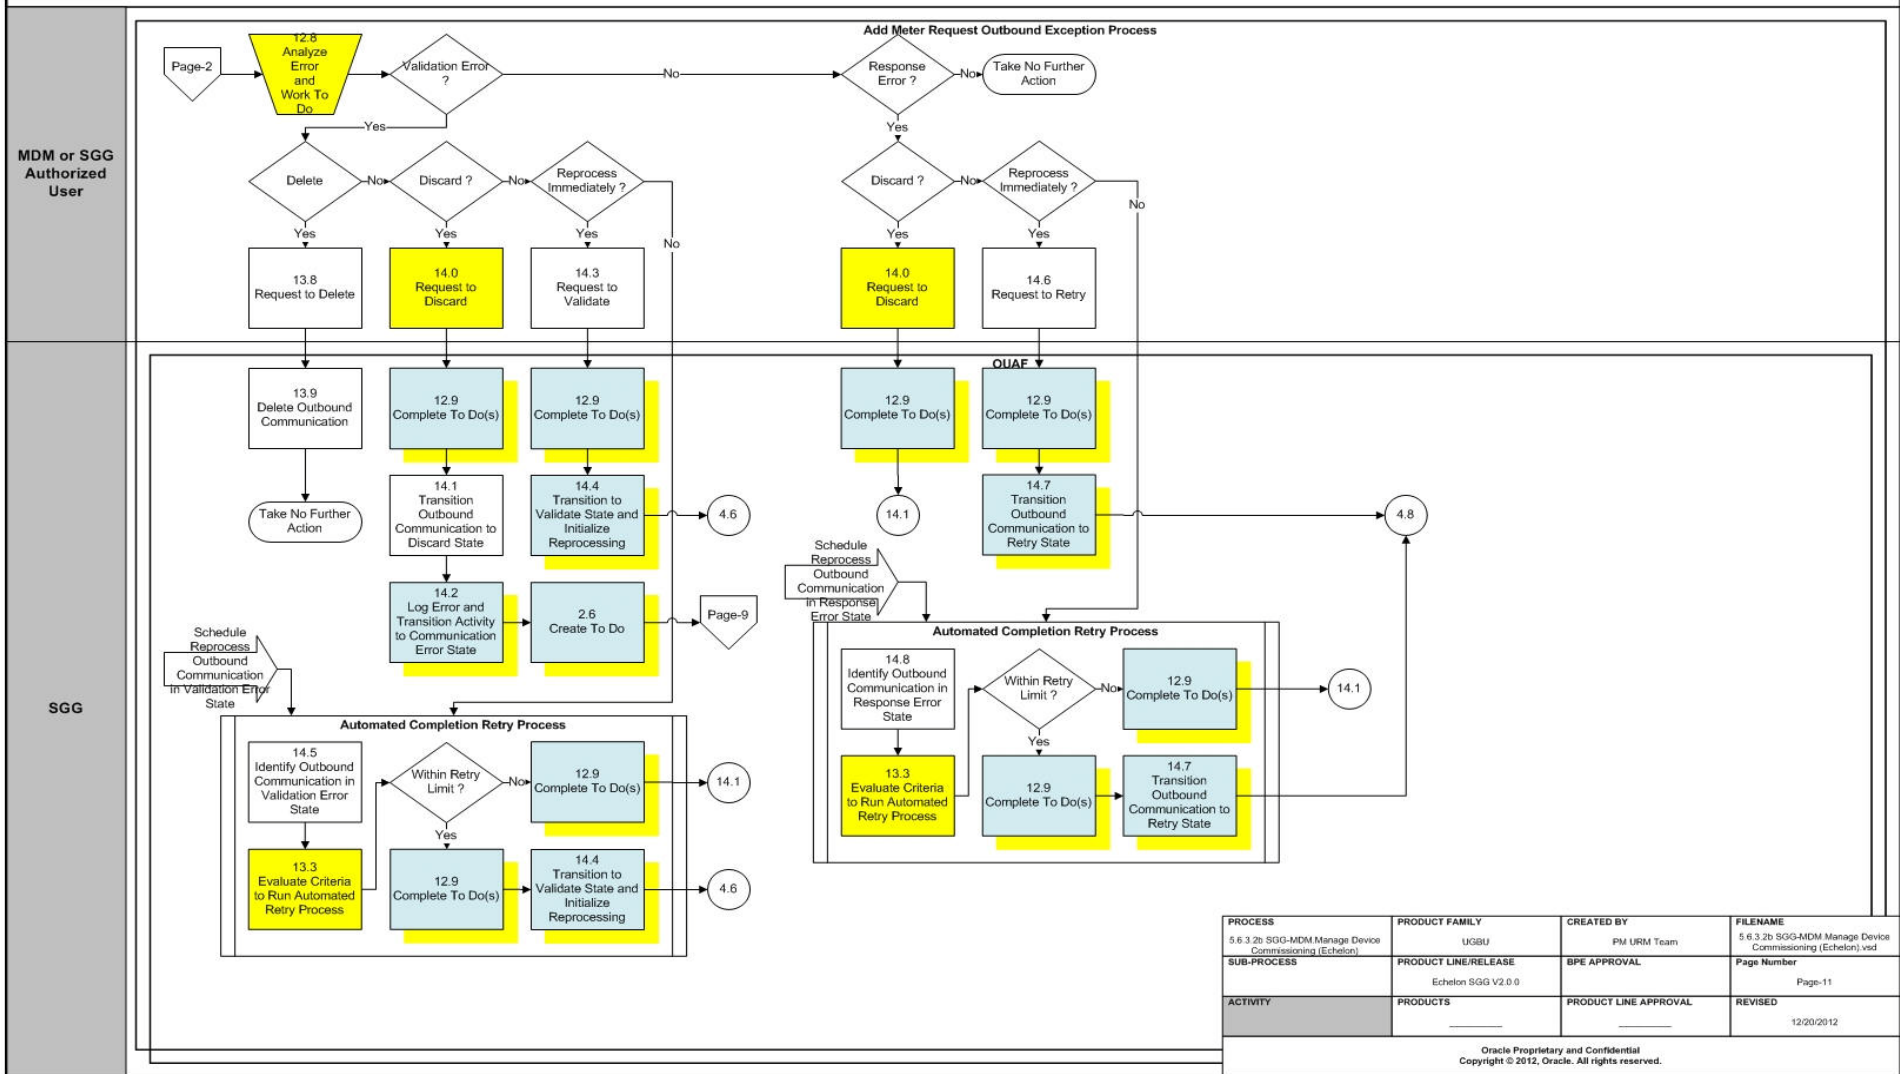 Add Meter Request Outbound Exception Process
MDM or SGG
Authorized
User
Page-2
12.8
Analyze
Error
and
Work To
Do
Validation Error
?
No
Response
Error ?
No
Take No Further
Action
Yes
Yes
Delete
No
Discard ?
No
Reprocess
Immediately ?
No
Discard ?
No
Reprocess
Immediately ?
No
Yes
Yes
Yes
Yes
Yes
13.8
Request to Delete
14.0
Request to
Discard
14.3
Request to
Validate
14.0
Request to
Discard
14.6
Request to Retry
SGG
OUAF
13.9
Delete Outbound
Communication
12.9
Complete To Do(s)
12.9
Complete To Do(s)
12.9
Complete To Do(s)
12.9
Complete To Do(s)
Take No Further
Action
14.1
Transition
Outbound
Communication to
Discard State
14.4
Transition to
Validate State and
Initialize
Reprocessing
4.6
14.1
14.7
Transition
Outbound
Communication to
Retry State
4.8
14.2
Log Error and
Transition Activity
to Communication
Error State
2.6
Create To Do
Page-9
Schedule
Reprocess
Outbound
Communication
in Response
Error State
Automated Completion Retry Process
14.8
Identify Outbound
Communication in
Response Error
State
Within Retry
Limit ?
No
12.9
Complete To Do(s)
14.1
Yes
13.3
Evaluate Criteria
to Run Automated
Retry Process
12.9
Complete To Do(s)
14.7
Transition
Outbound
Communication to
Retry State
Schedule
Reprocess
Outbound
Communication
in Validation Error
State
Automated Completion Retry Process
14.5
Identify Outbound
Communication in
Validation Error
State
Within Retry
Limit ?
No
12.9
Complete To Do(s)
14.1
Yes
13.3
Evaluate Criteria
to Run Automated
Retry Process
12.9
Complete To Do(s)
14.4
Transition to
Validate State and
Initialize
Reprocessing
4.6
PROCESS
5.6.3.2b SGG-MDM.Manage Device
Commissioning (Echelon)
PRODUCT FAMILY
UGBU
CREATED BY
PM URM Team
FILENAME
5.6.3.2b SGG-MDM.Manage Device
Commissioning (Echelon).vsd
SUB-PROCESS
PRODUCT LINE/RELEASE
Echelon SGG V2.0.0
BPE APPROVAL
Page Number
Page-11
ACTIVITY
PRODUCTS
PRODUCT LINE APPROVAL
REVISED
12/20/2012
Oracle Proprietary and Confidential
Copyright © 2012, Oracle. All rights reserved.